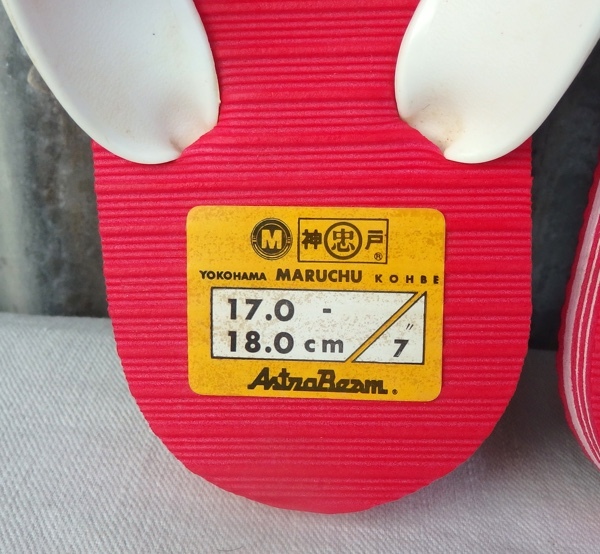 M 神 忠 戸 ®
YOKOHAMA MARUCHU KOHBE
17.0 -
18.0 cm 7"
AstroBeam ®